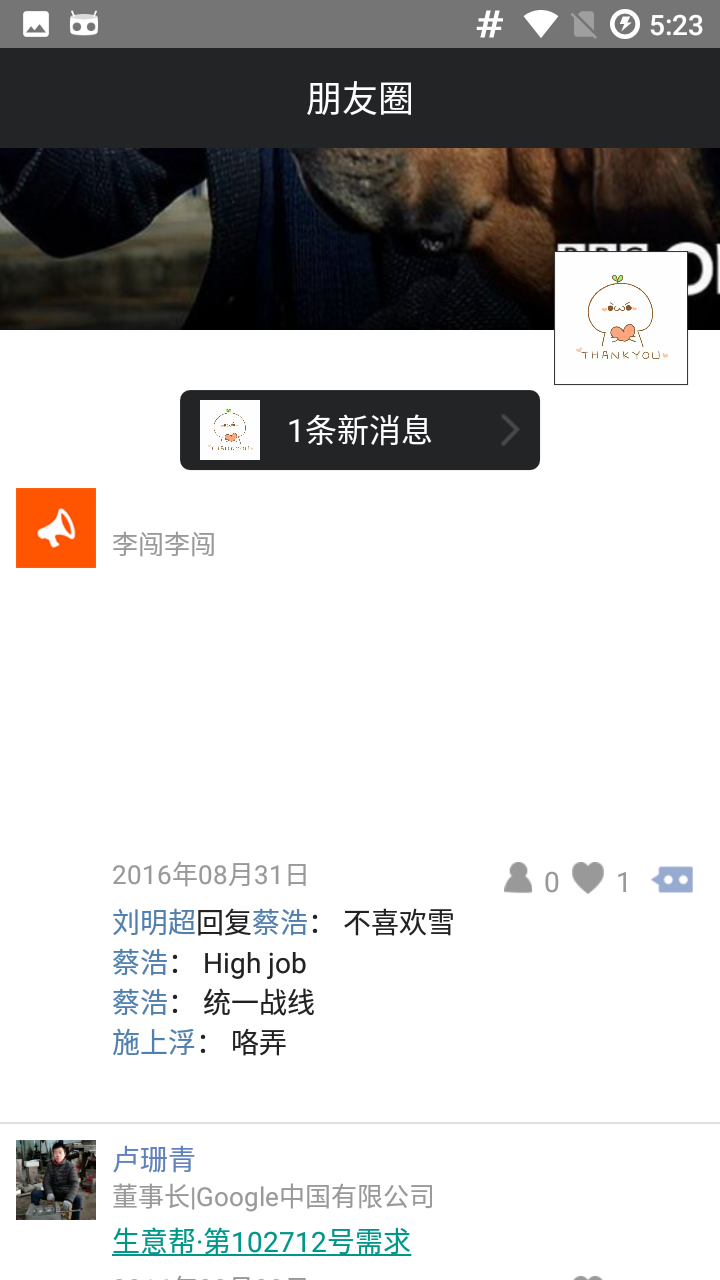 5:23
朋友圈
THANK YOU
1条新消息
李闯李闯
2016年08月31日 0 1
刘明超回复蔡浩： 不喜欢雪
蔡浩： High job
蔡浩： 统一战线
施上浮： 咯弄
卢珊青
董事长|Google中国有限公司
生意帮·第102712号需求